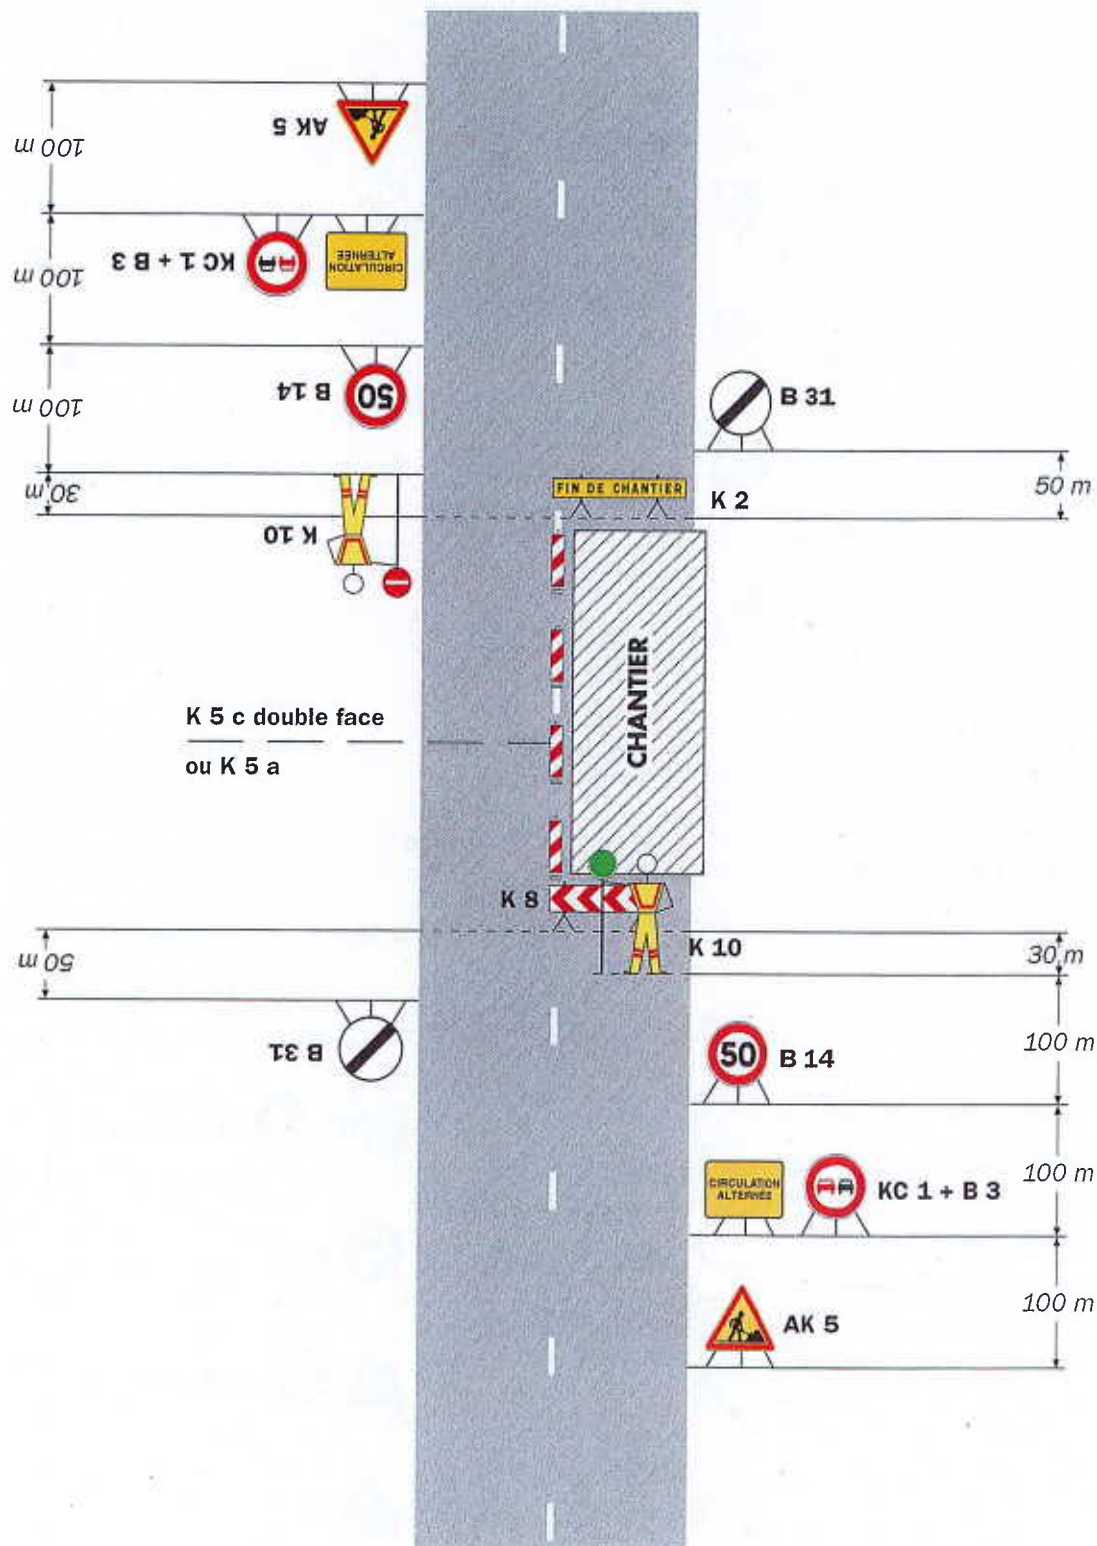 AK 5
100 m
KC 1 + B 3
CIRCULATION
ALTERNÉE
100 m
B 14
50
100 m
B 31
50 m
30 m
K 10
FIN DE CHANTIER
K 2
K 5 c double face
ou K 5 a
CHANTIER
K 8
K 10
50 m
30 m
B 31
50
B 14
100 m
CIRCULATION
ALTERNÉE
KC 1 + B 3
100 m
AK 5
100 m